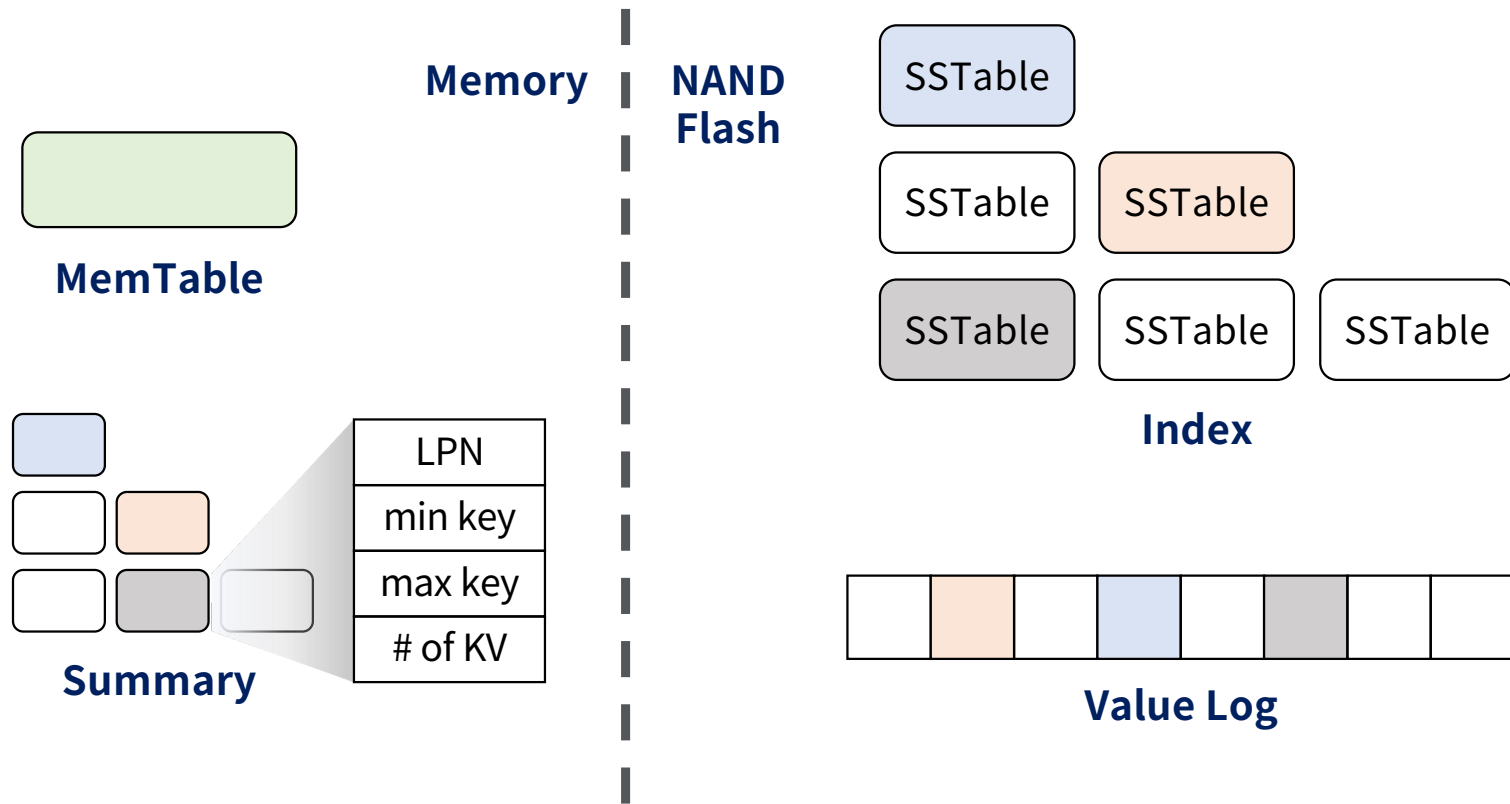 Memory
MemTable
LPN
min key
max key
# of KV
Summary
NAND
Flash
SSTable
SSTable SSTable
SSTable SSTable SSTable
Index
Value Log